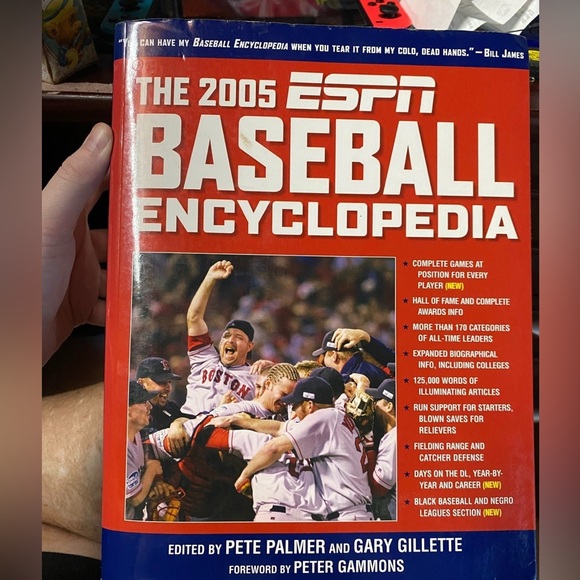 "YOU CAN HAVE MY BASEBALL ENCYCLOPEDIA WHEN YOU TEAR IT FROM MY COLD, DEAD HANDS." — BILL JAMES
THE 2005 ESPN
BASEBALL
ENCYCLOPEDIA
★ COMPLETE GAMES AT
POSITION FOR EVERY
PLAYER (NEW)
★ HALL OF FAME AND COMPLETE
AWARDS INFO
★ MORE THAN 170 CATEGORIES
OF ALL-TIME LEADERS
★ EXPANDED BIOGRAPHICAL
INFO, INCLUDING COLLEGES
★ 125,000 WORDS OF
ILLUMINATING ARTICLES
★ RUN SUPPORT FOR STARTERS,
BLOWN SAVES FOR
RELIEVERS
★ FIELDING RANGE AND
CATCHER DEFENSE
★ DAYS ON THE DL, YEAR-BY-
YEAR AND CAREER (NEW)
★ BLACK BASEBALL AND NEGRO
LEAGUES SECTION (NEW)
BOSTON
EDITED BY PETE PALMER AND GARY GILLETTE
FOREWORD BY PETER GAMMONS